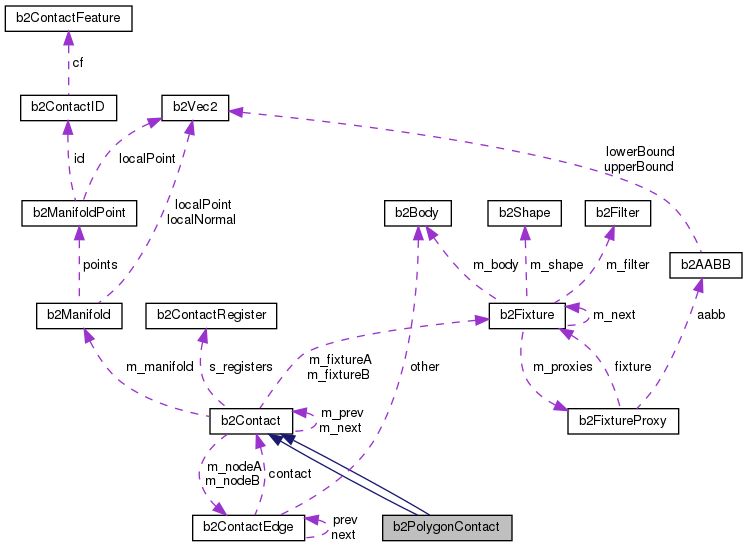 b2ContactFeature
cf
b2ContactID
b2Vec2
lowerBound
upperBound
id
localPoint
b2ManifoldPoint
localPoint
localNormal
b2Body
b2Shape
b2Filter
b2AABB
points
m_body
m_shape
m_filter
b2Manifold
b2ContactRegister
b2Fixture
m_next
aabb
m_manifold
s_registers
m_fixtureA
m_fixtureB
other
m_proxies
fixture
b2Contact
m_prev
m_next
b2FixtureProxy
m_nodeA
m_nodeB
contact
b2ContactEdge
prev
next
b2PolygonContact